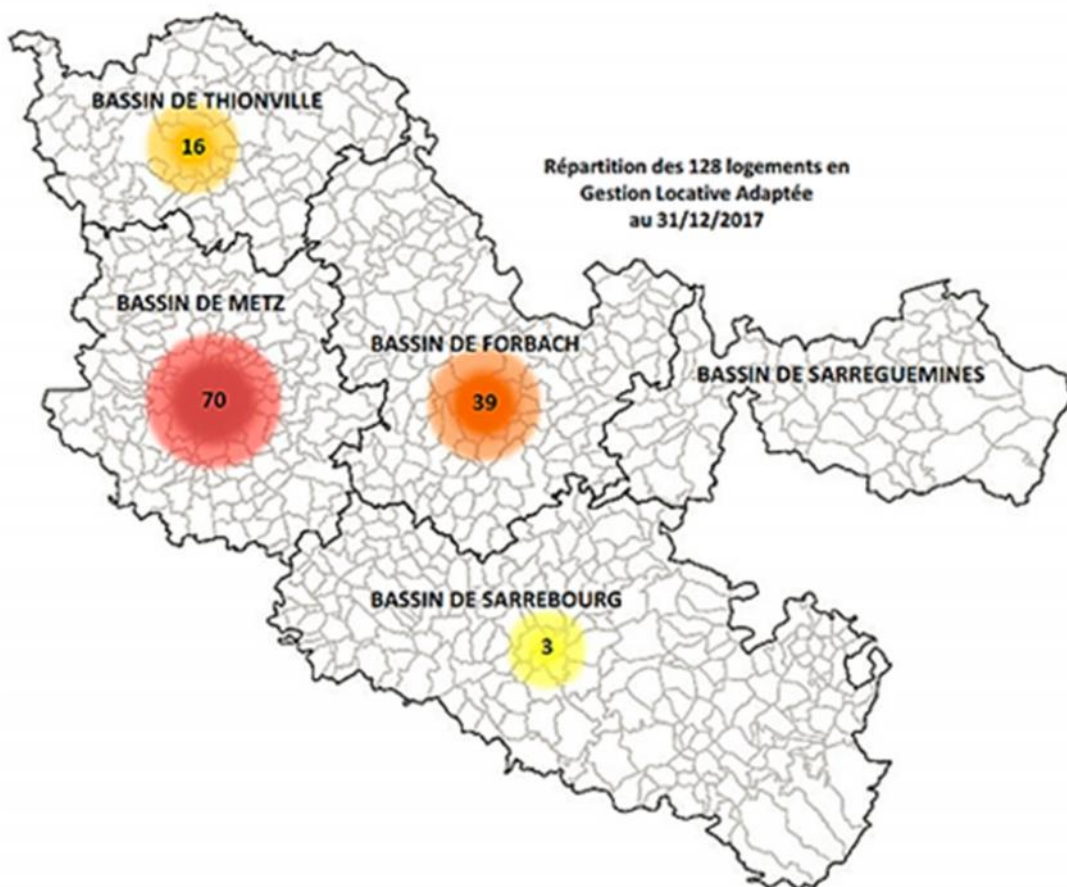 BASSIN DE THIONVILLE
16
Répartition des 128 logements en
Gestion Locative Adaptée
au 31/12/2017
BASSIN DE METZ
70
BASSIN DE FORBACH
39
BASSIN DE SARREGUEMINES
BASSIN DE SARREBOURG
3